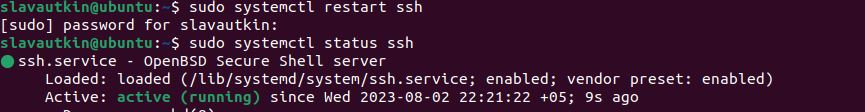 slavautkin@ubuntu:~$ sudo systemctl restart ssh
[sudo] password for slavautkin:
slavautkin@ubuntu:~$ sudo systemctl status ssh
● ssh.service - OpenBSD Secure Shell server
Loaded: loaded (/lib/systemd/system/ssh.service; enabled; vendor preset: enabled)
Active: active (running) since Wed 2023-08-02 22:21:22 +05; 9s ago